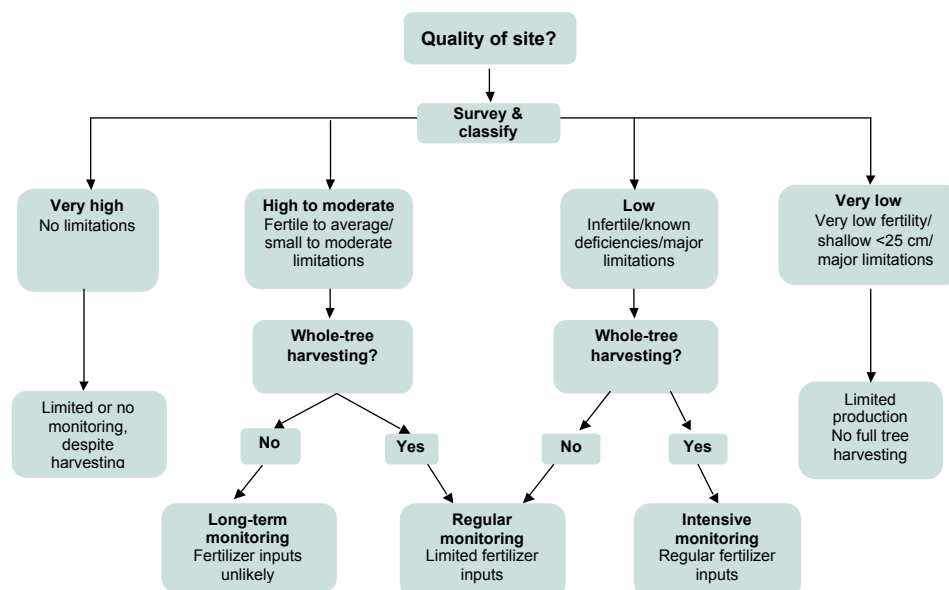 Quality of site?
Survey &
classify
Very high
No limitations
High to moderate
Fertile to average/
small to moderate
limitations
Low
Infertile/known
deficiencies/major
limitations
Very low
Very low fertility/
shallow <25 cm/
major limitations
Whole-tree
harvesting?
Whole-tree
harvesting?
Limited or no
monitoring,
despite
harvesting
Limited
production
No full tree
harvesting
No
Yes
No
Yes
Long-term
monitoring
Fertilizer inputs
unlikely
Regular
monitoring
Limited fertilizer
inputs
Intensive
monitoring
Regular fertilizer
inputs